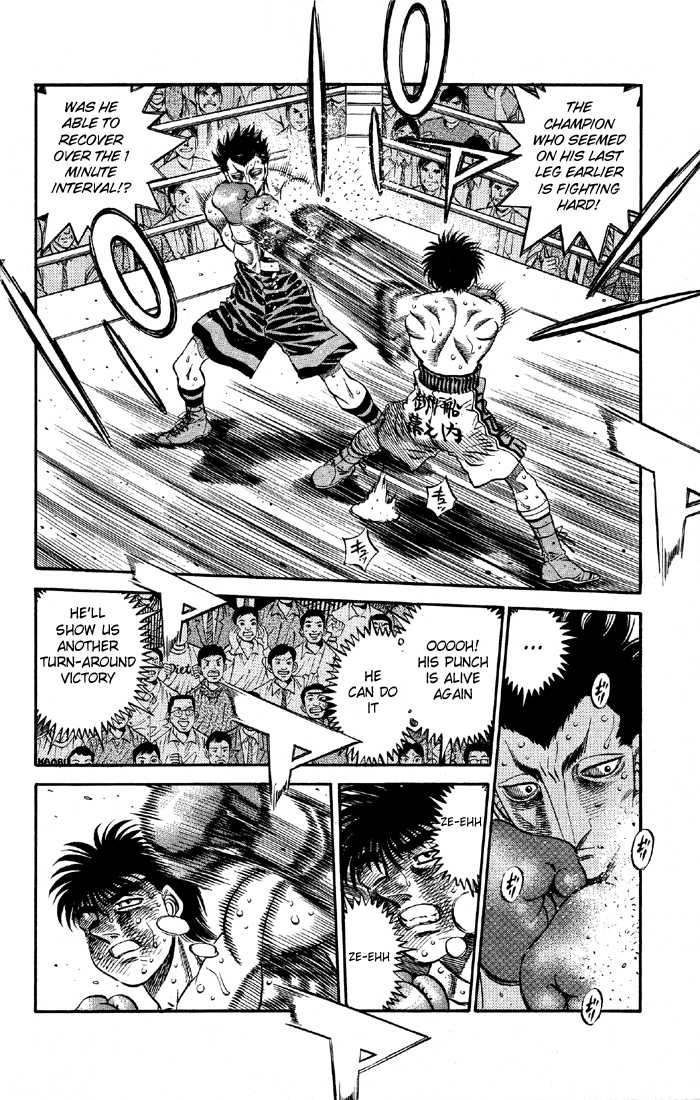 THE
CHAMPION
WHO SEEMED
ON HIS LAST
LEG EARLIER
IS FIGHTING
HARD!
WAS HE
ABLE TO
RECOVER
OVER THE 1
MINUTE
INTERVAL!?
...
OOOOH!
HIS PUNCH
IS ALIVE
AGAIN
HE
CAN DO
IT
HE'LL
SHOW US
ANOTHER
TURN-AROUND
VICTORY
ZE-EHH
ZE-EHH